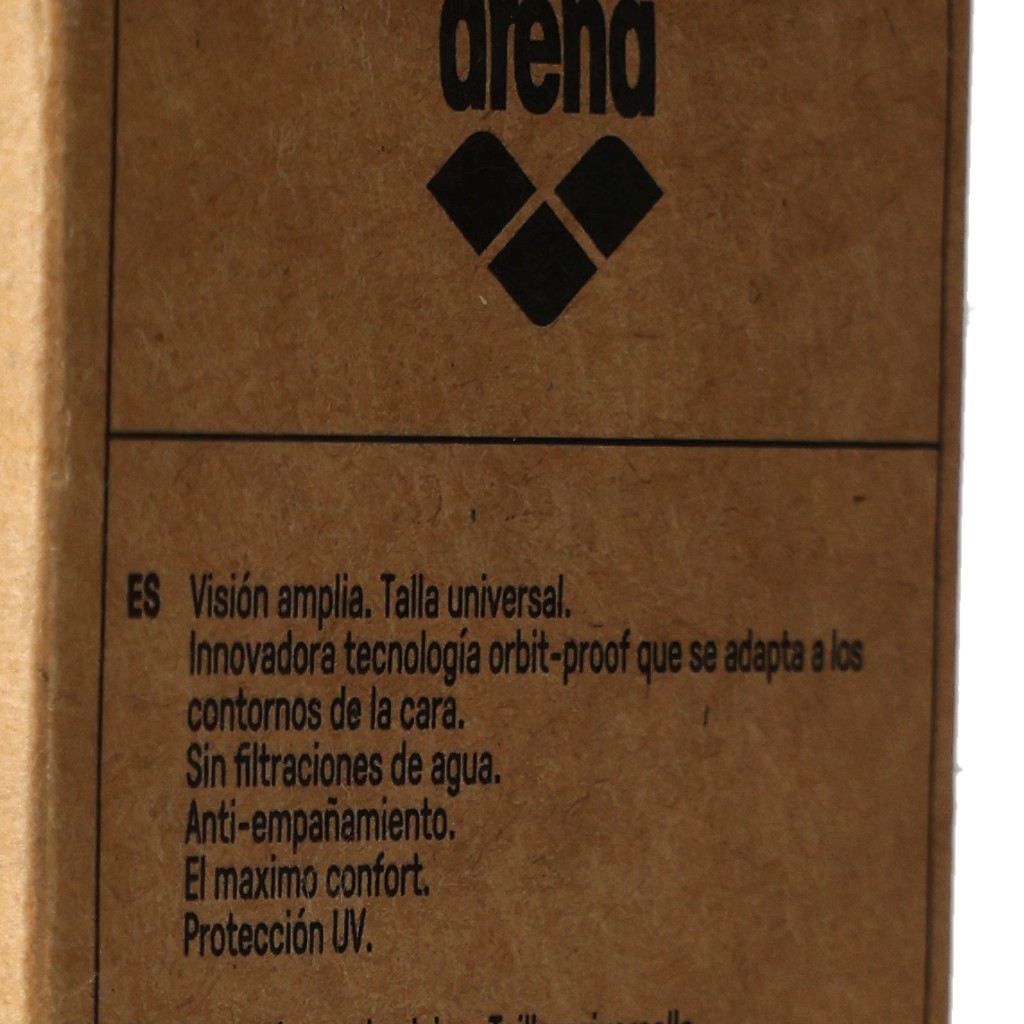 arena
ES Visión amplia. Talla universal.
Innovadora tecnología orbit-proof que se adapta a los
contornos de la cara.
Sin filtraciones de agua.
Anti-empañamiento.
El maximo confort.
Protección UV.